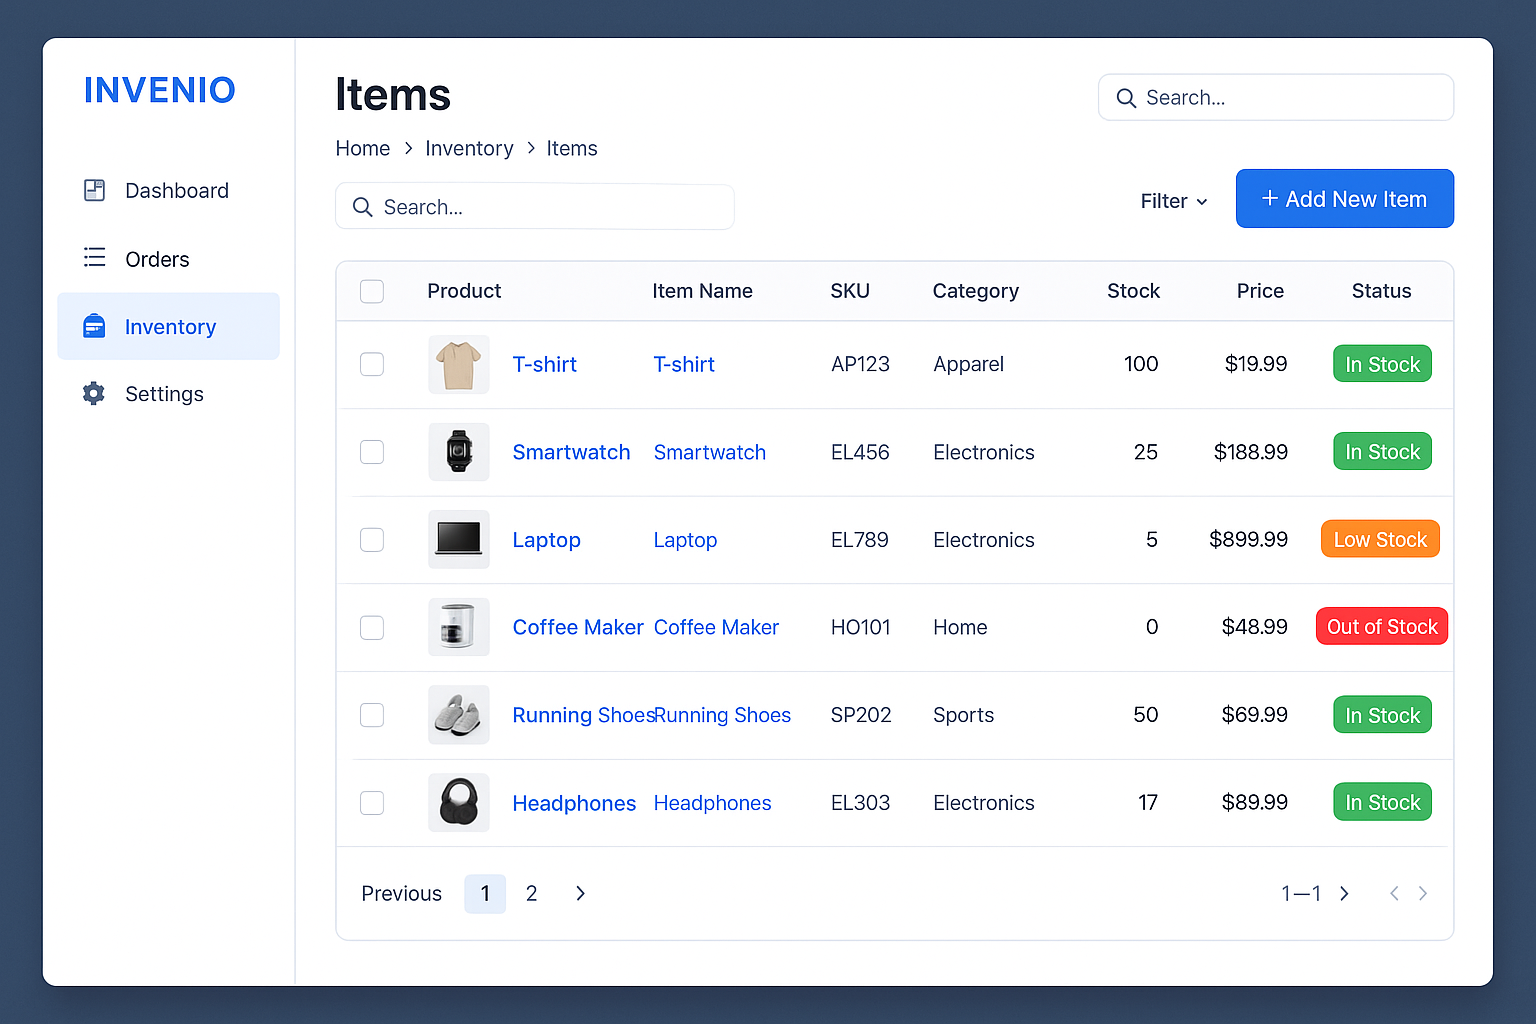 INVENIO
Dashboard
Orders
Inventory
Settings
Items
Search...
Home > Inventory > Items
Search...
Filter
+ Add New Item
Product Item Name SKU Category Stock Price Status
T-shirt T-shirt AP123 Apparel 100 $19.99 In Stock
Smartwatch Smartwatch EL456 Electronics 25 $188.99 In Stock
Laptop Laptop EL789 Electronics 5 $899.99 Low Stock
Coffee Maker Coffee Maker HO101 Home 0 $48.99 Out of Stock
Running Shoes Running Shoes SP202 Sports 50 $69.99 In Stock
Headphones Headphones EL303 Electronics 17 $89.99 In Stock
Previous 1 2 > 1—1 > < >